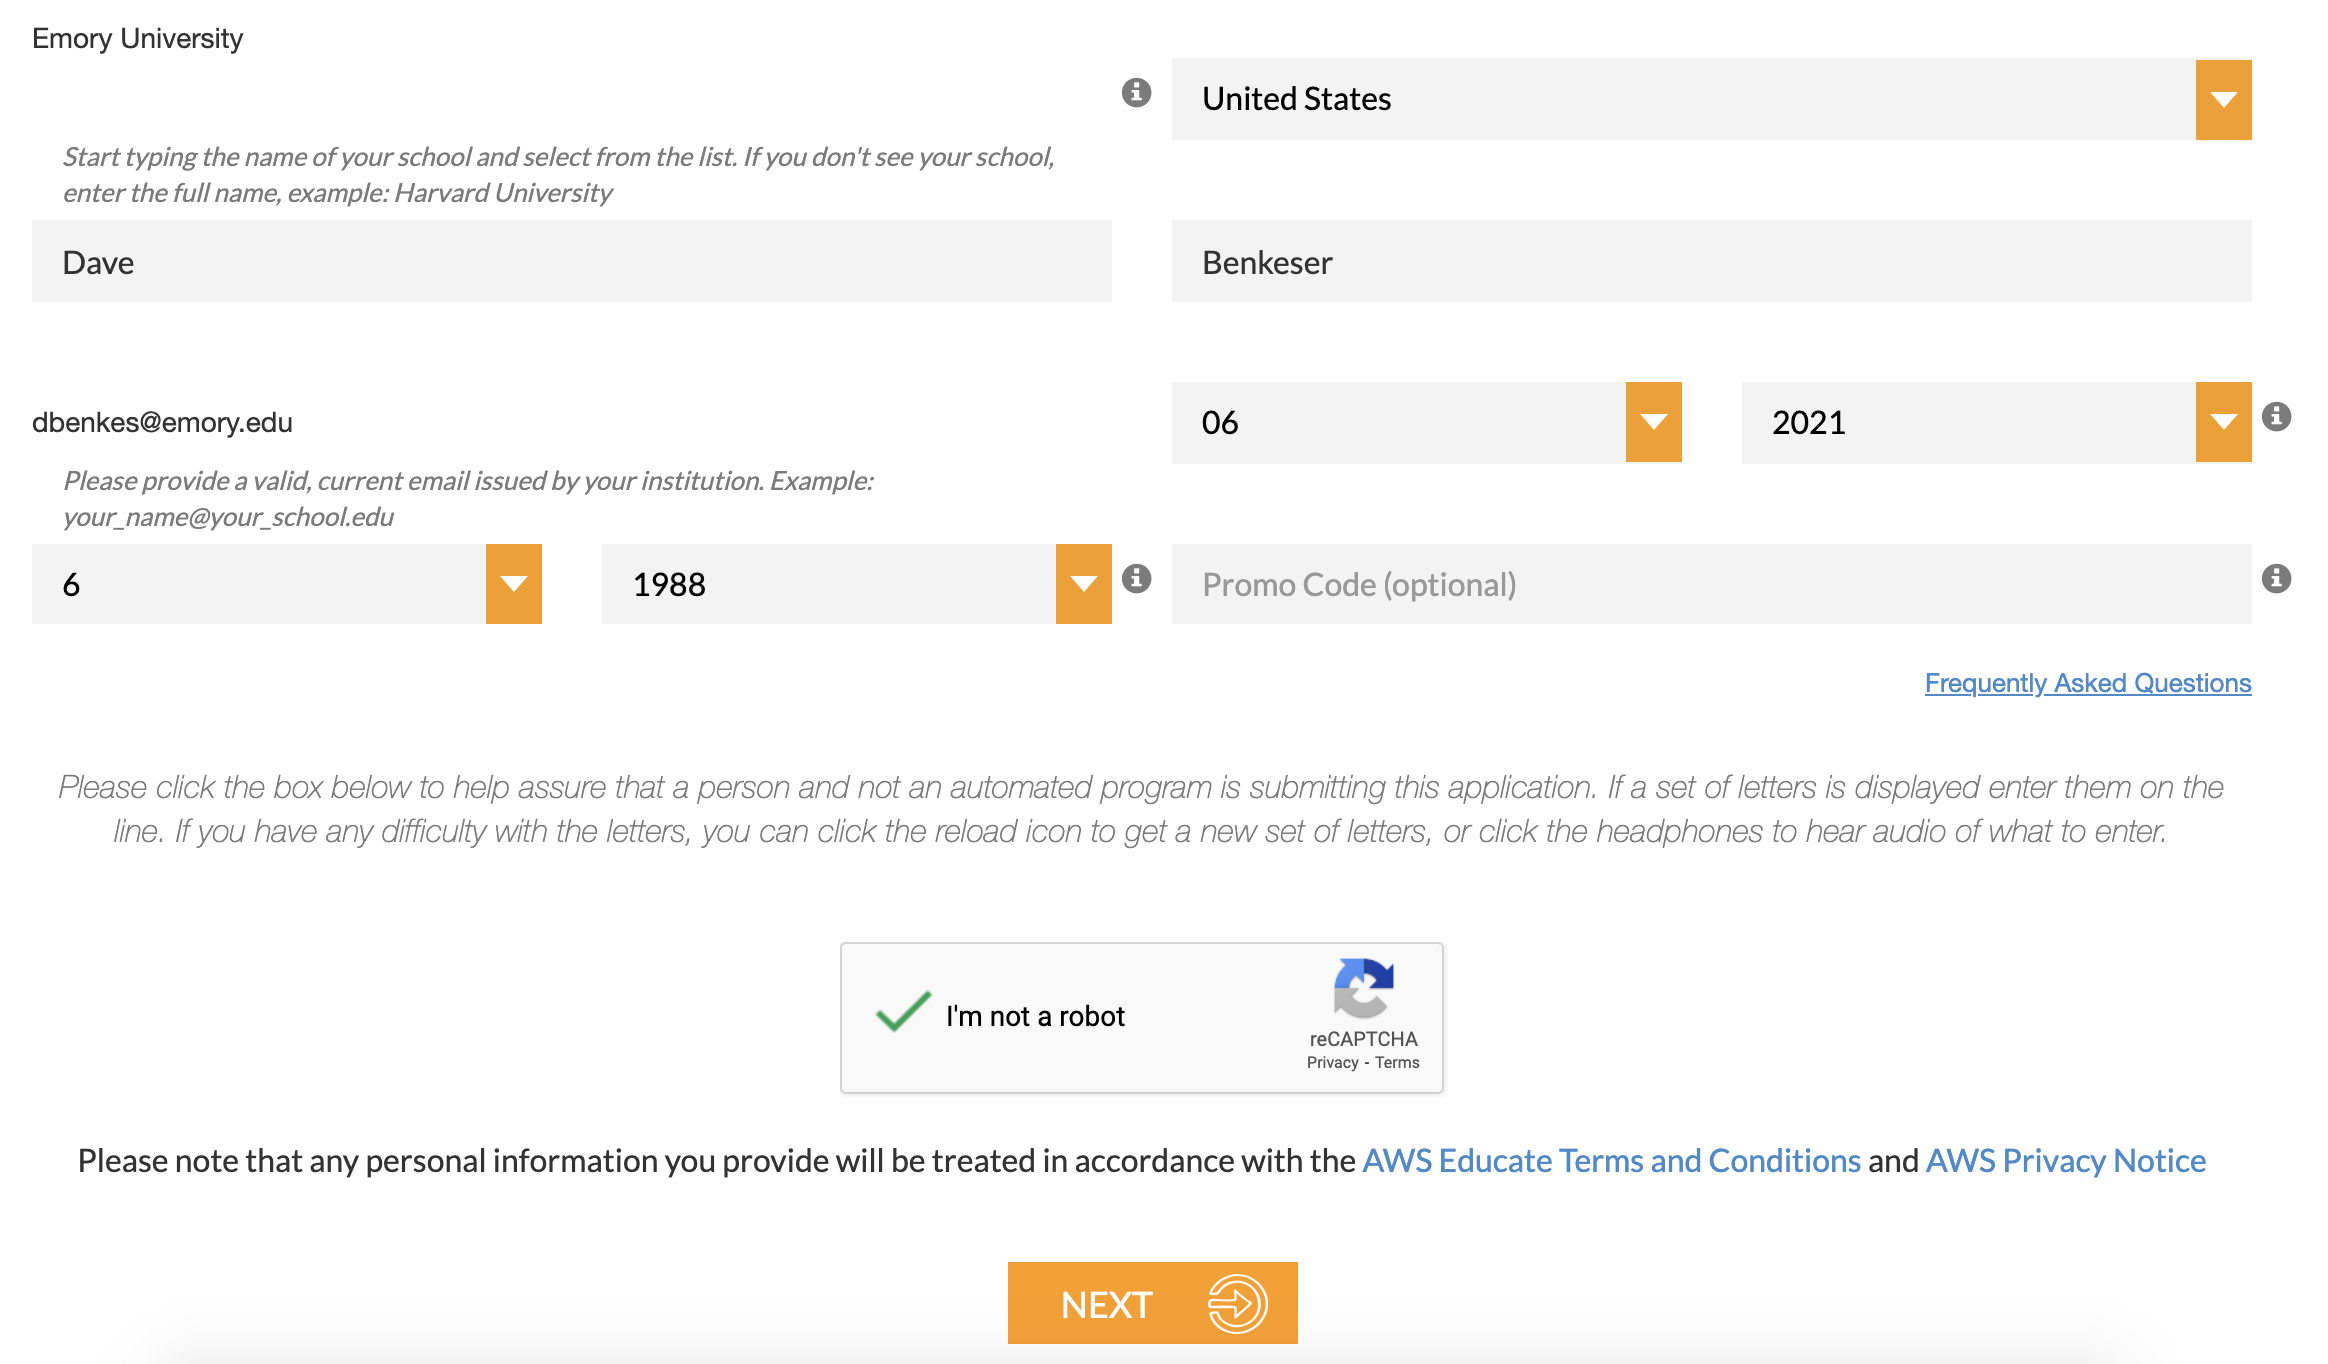 Emory University
United States
Start typing the name of your school and select from the list. If you don't see your school,
enter the full name, example: Harvard University
Dave
Benkeser
dbenkes@emory.edu
06
2021
Please provide a valid, current email issued by your institution. Example:
your_name@your_school.edu
6
1988
Promo Code (optional)
Frequently Asked Questions
Please click the box below to help assure that a person and not an automated program is submitting this application. If a set of letters is displayed enter them on the
line. If you have any difficulty with the letters, you can click the reload icon to get a new set of letters, or click the headphones to hear audio of what to enter.
I'm not a robot
reCAPTCHA
Privacy - Terms
Please note that any personal information you provide will be treated in accordance with the AWS Educate Terms and Conditions and AWS Privacy Notice
NEXT